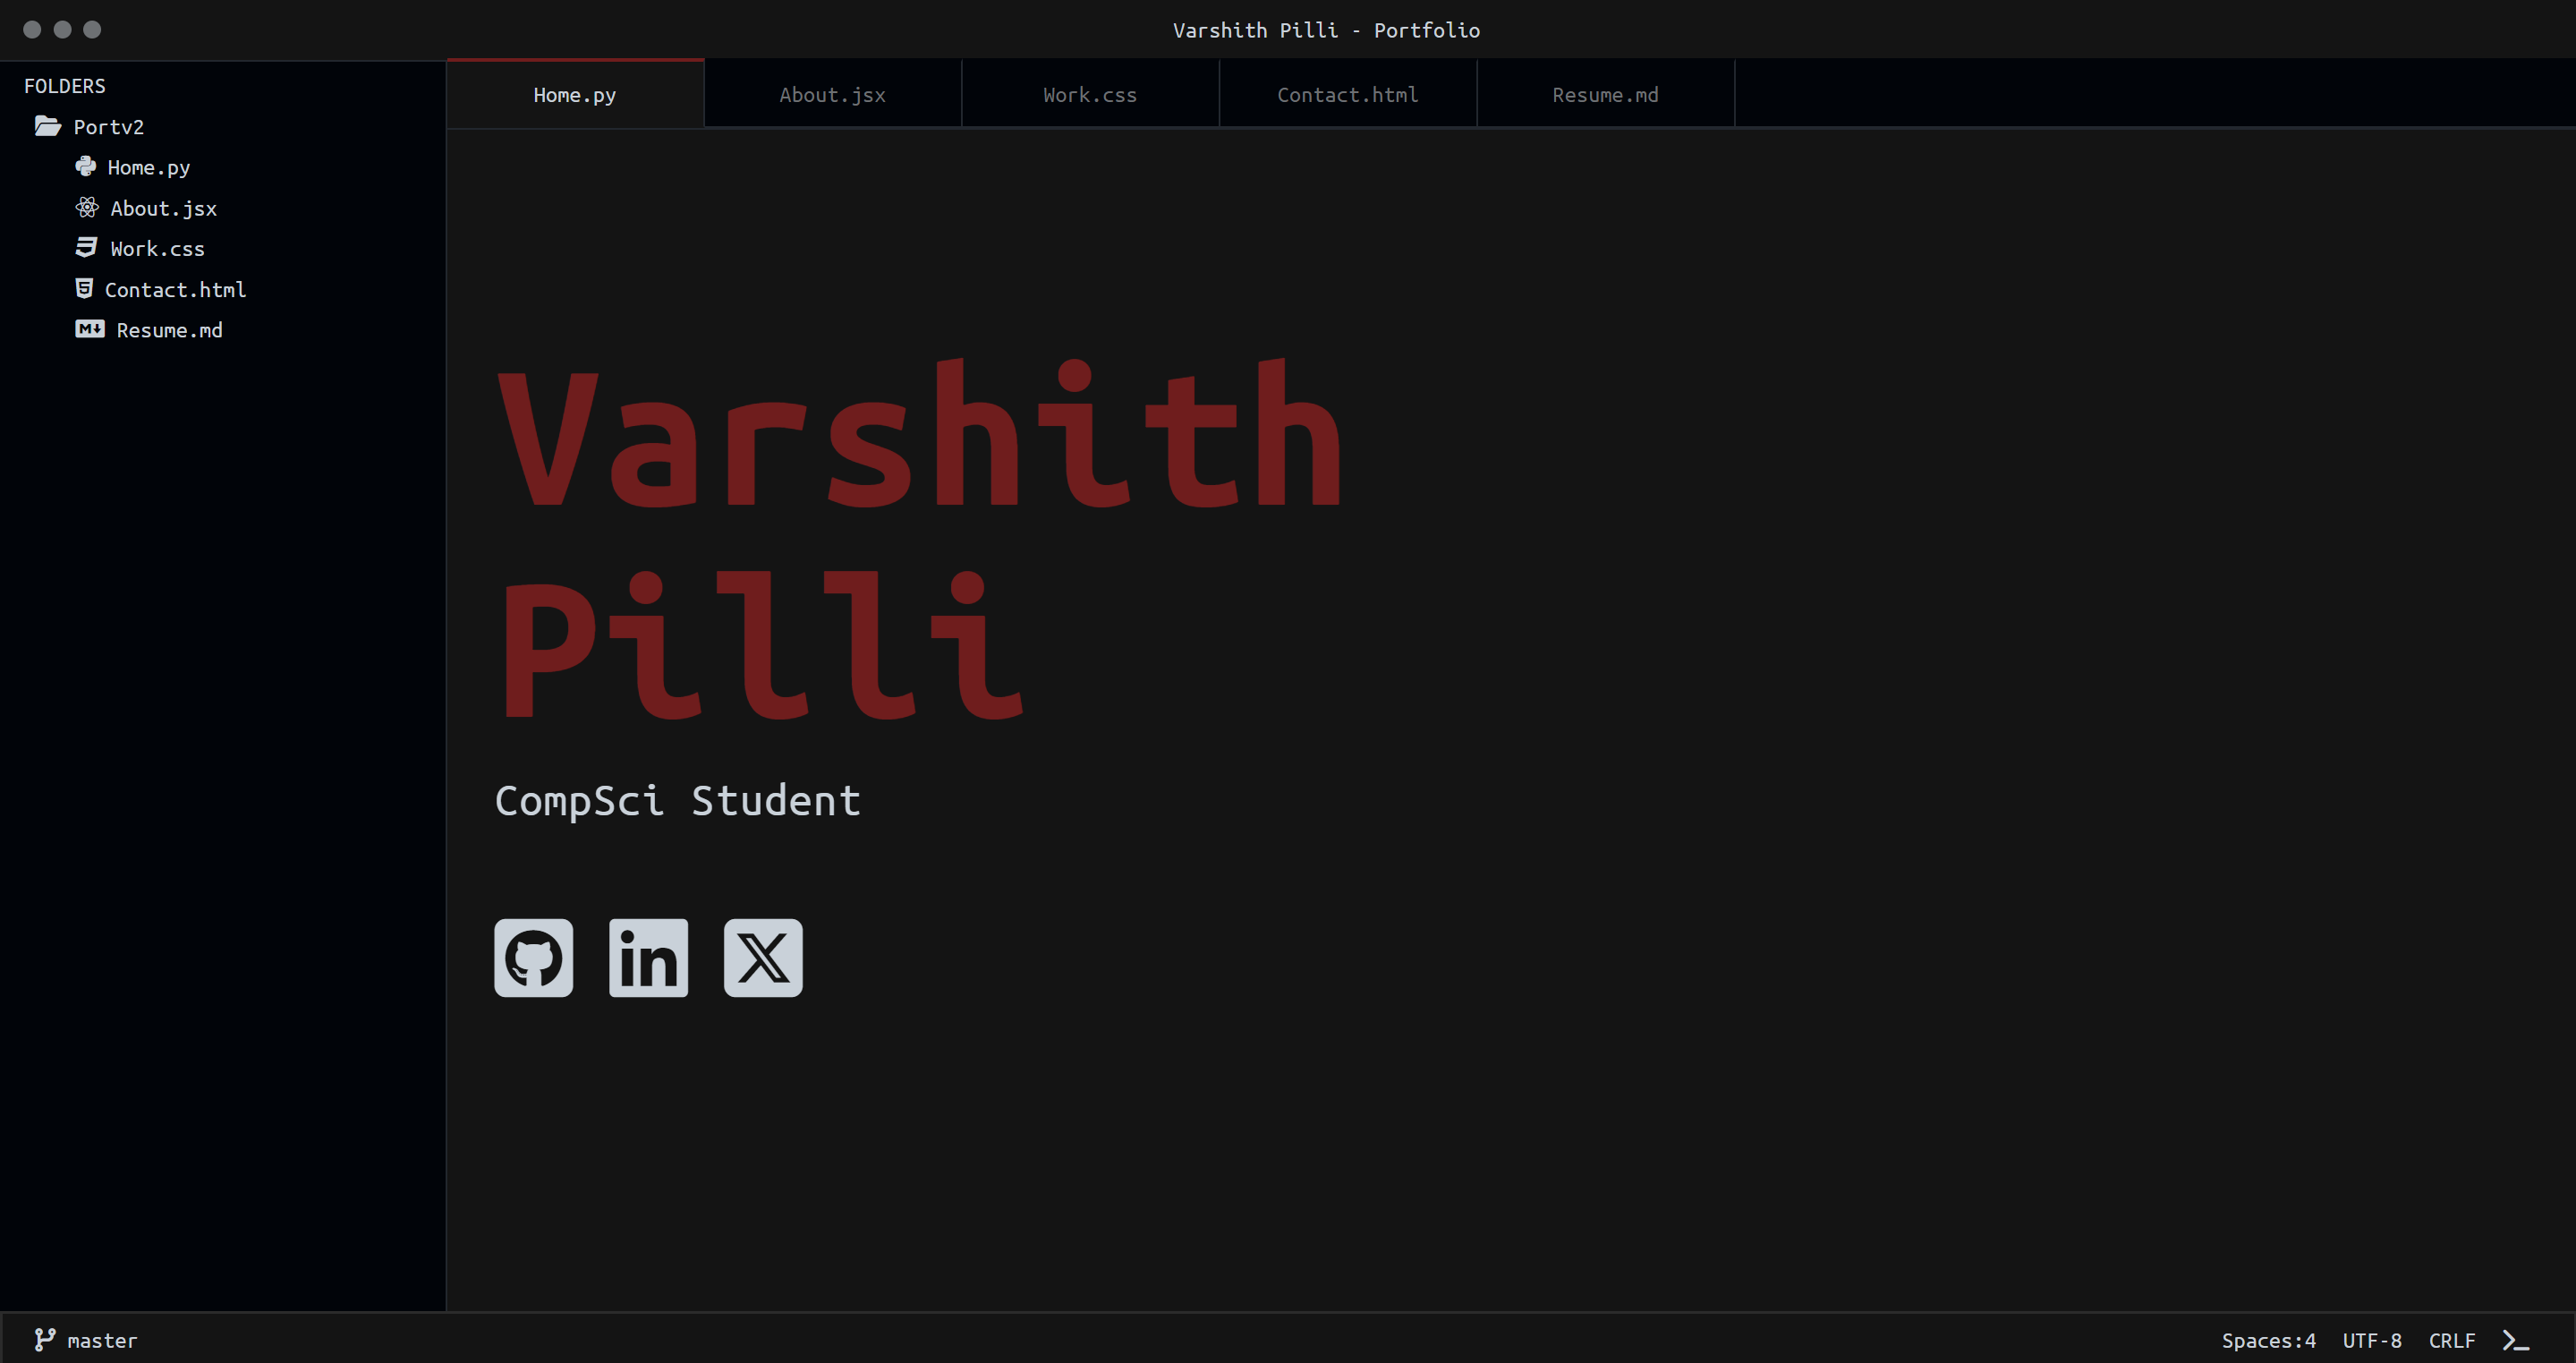 Varshith Pilli - Portfolio
FOLDERS
Portv2
Home.py
About.jsx
Work.css
Contact.html
Resume.md
Home.py
About.jsx
Work.css
Contact.html
Resume.md
Varshith
Pilli
CompSci Student
master
Spaces:4 UTF-8 CRLF